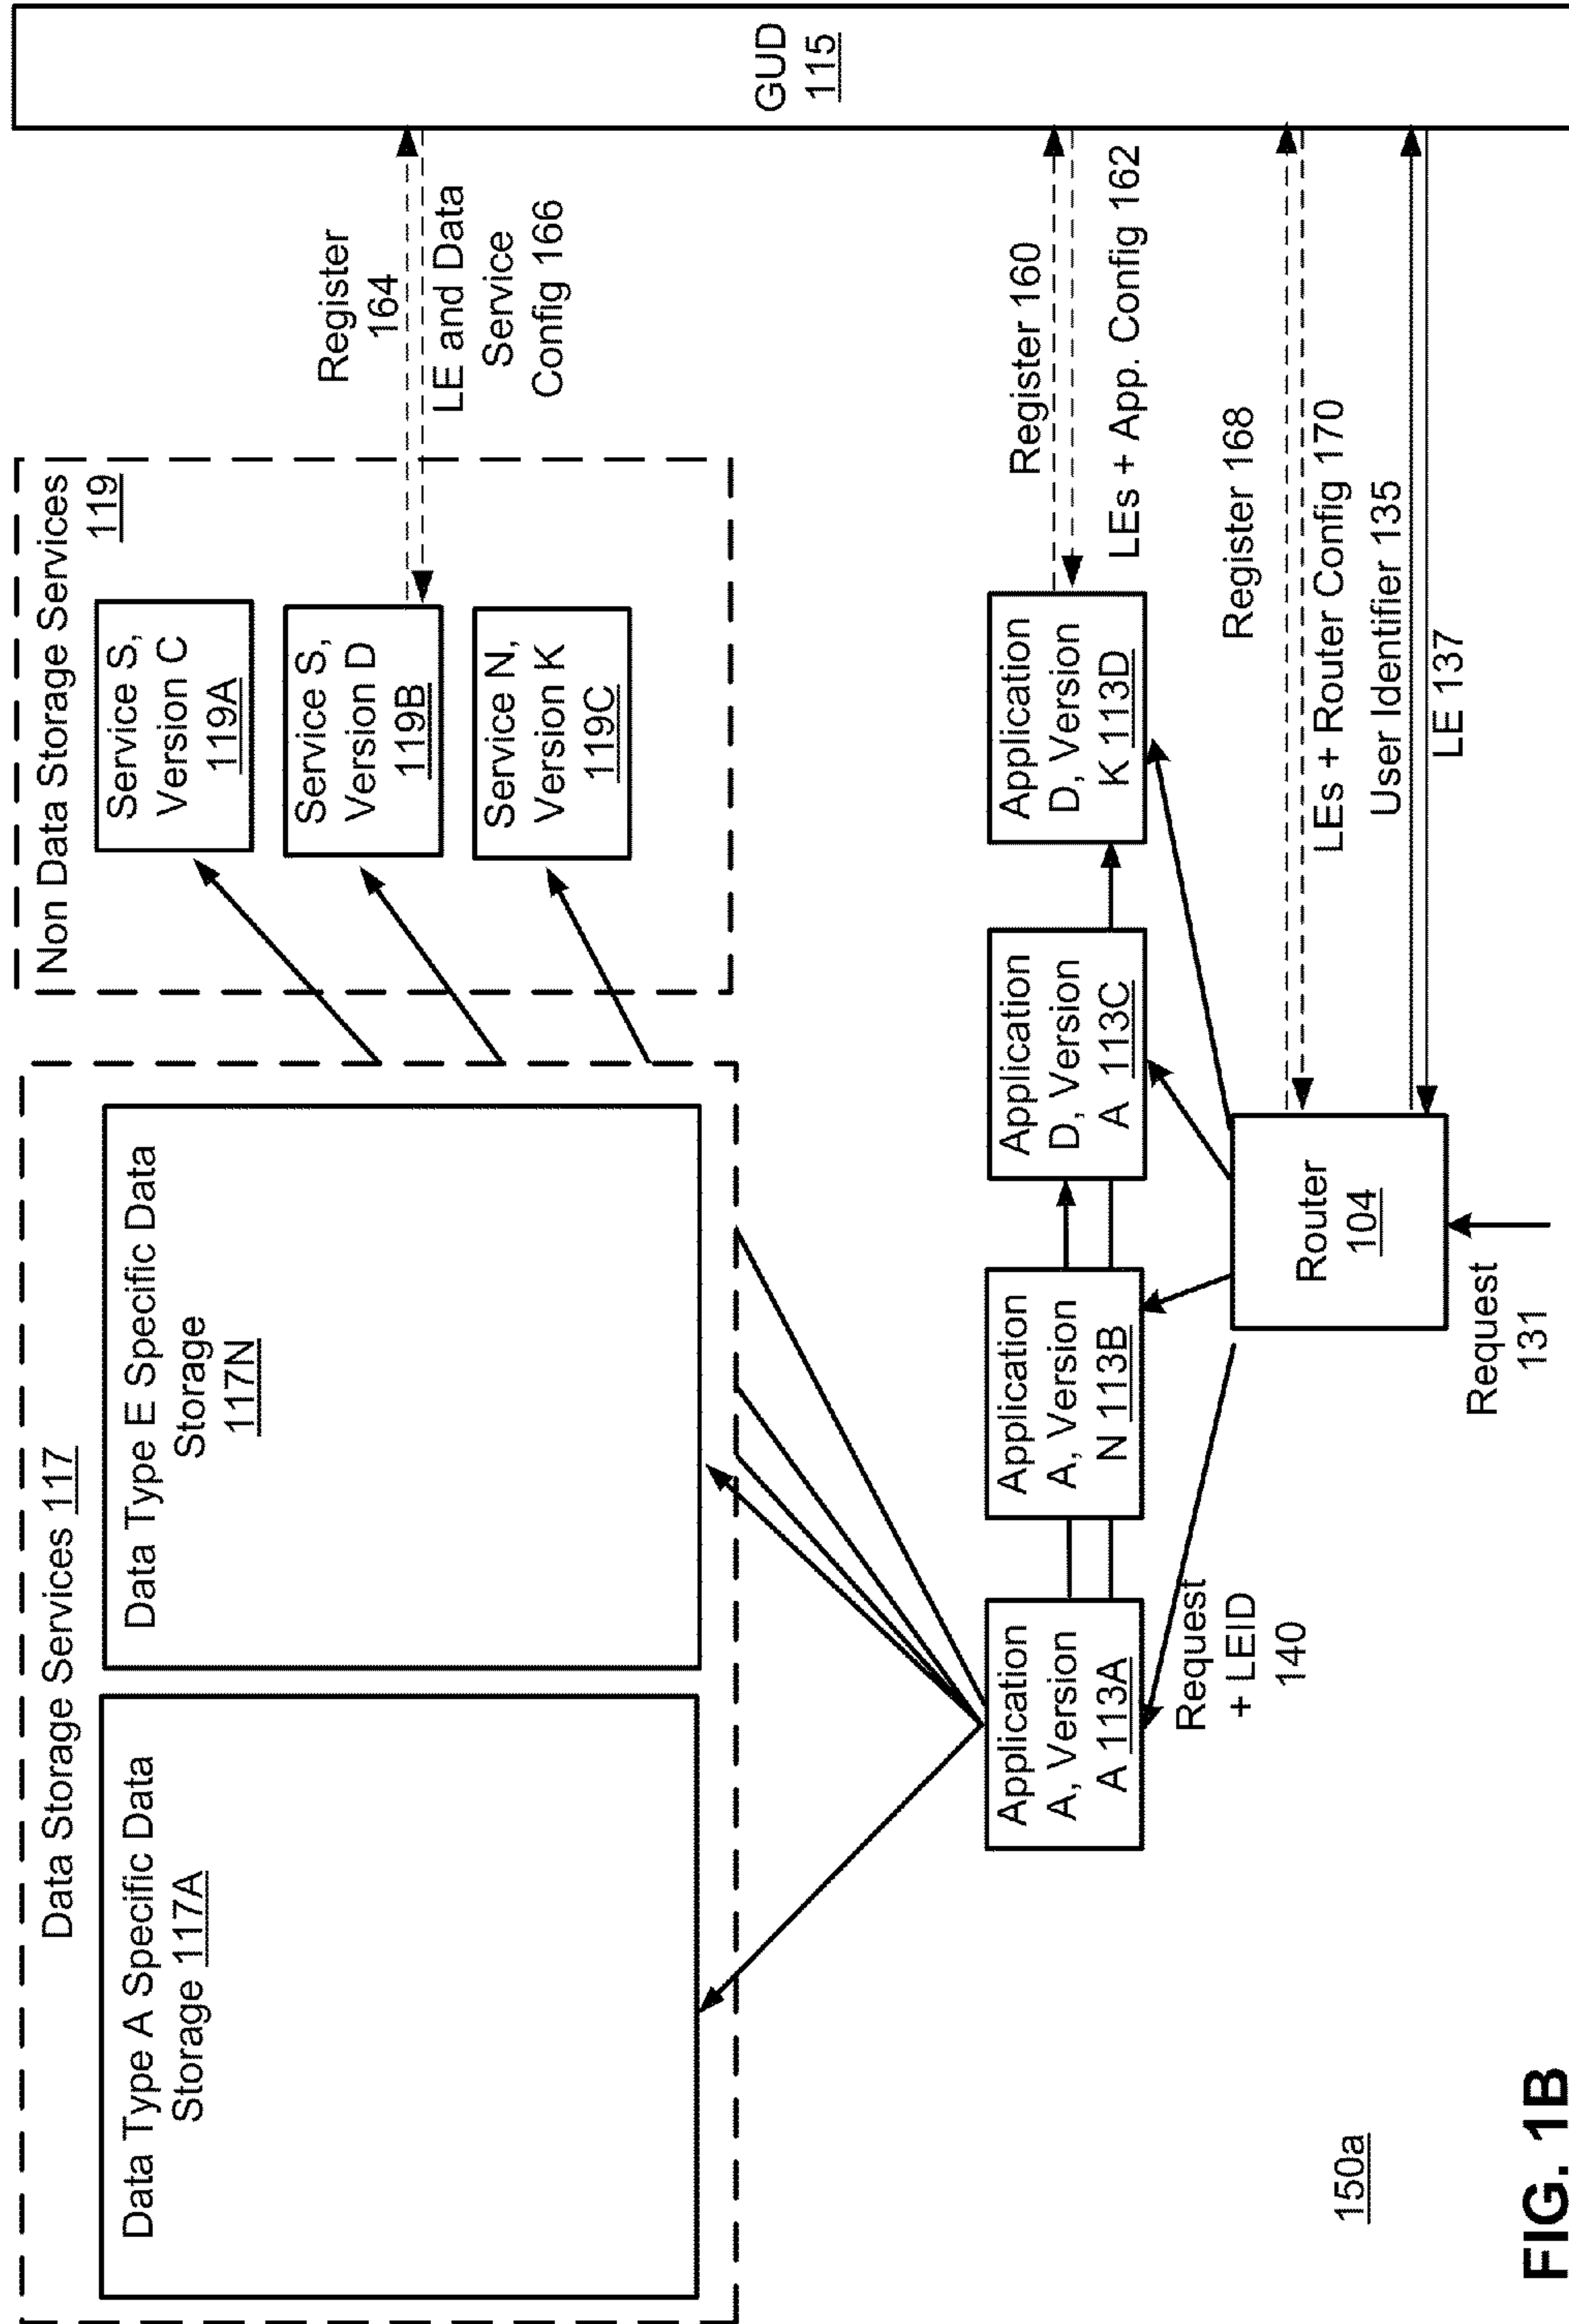 Data Storage Services 117
Data Type A Specific Data
Storage 117A
Data Type E Specific Data
Storage
117N
Non Data Storage Services
119
Service S,
Version C
119A
Service S,
Version D
119B
Service N,
Version K
119C
Register
164
LE and Data
Service
Config 166
GUD
115
Application
A, Version
A 113A
Application
A, Version
N 113B
Application
D, Version
A 113C
Application
D, Version
K 113D
Register 160
LEs + App. Config 162
Request
+ LEID
140
Router
104
Register 168
LEs + Router Config 170
User Identifier 135
LE 137
Request
131
150a
FIG. 1B